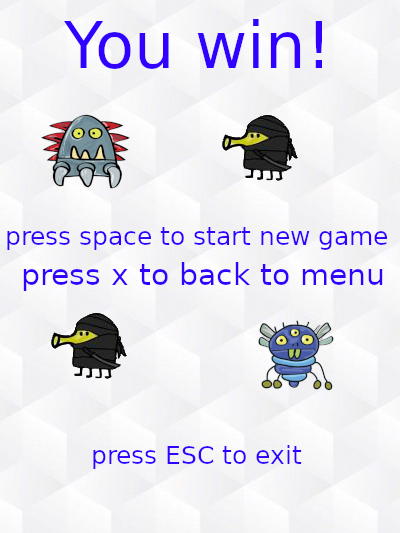 You win!
press space to start new game
press x to back to menu
press ESC to exit